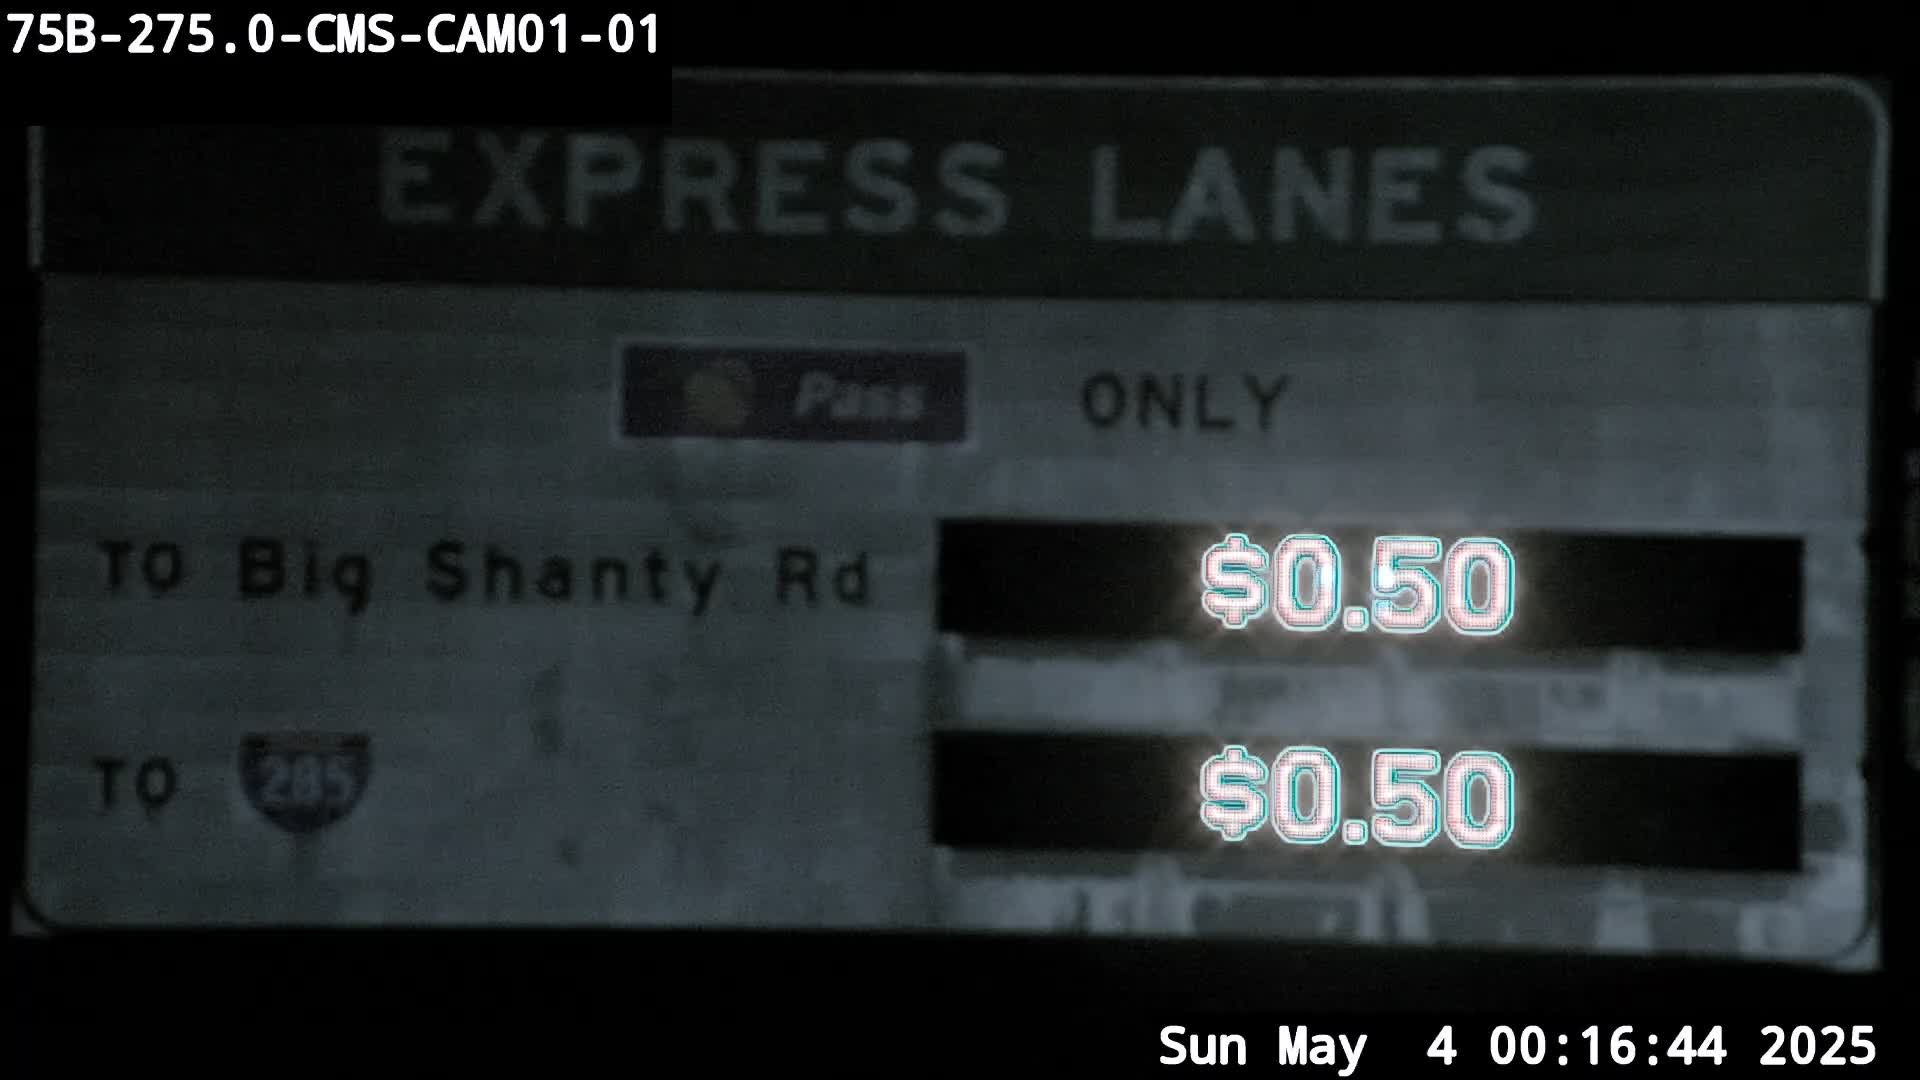 75B-275.0-CMS-CAM01-01
EXPRESS LANES
Pass ONLY
TO Big Shanty Rd $0.50
TO 285 $0.50
Sun May 4 00:16:44 2025